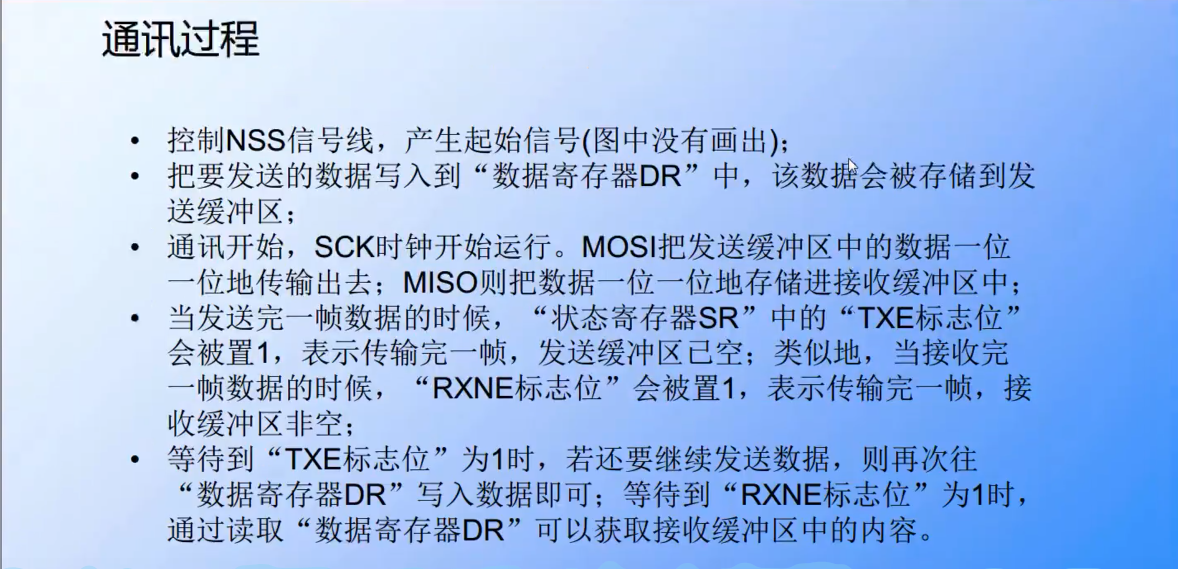 通讯过程
• 控制NSS信号线，产生起始信号(图中没有画出)；
• 把要发送的数据写入到“数据寄存器DR”中，该数据会被存储到发
送缓冲区；
• 通讯开始，SCK时钟开始运行。MOSI把发送缓冲区中的数据一位
一位地传输出去；MISO则把数据一位一位地存储进接收缓冲区中；
• 当发送完一帧数据的时候，“状态寄存器SR”中的“TXE标志位”
会被置1，表示传输完一帧，发送缓冲区已空；类似地，当接收完
一帧数据的时候，“RXNE标志位”会被置1，表示传输完一帧，接
收缓冲区非空；
• 等待到“TXE标志位”为1时，若还要继续发送数据，则再次往
“数据寄存器DR”写入数据即可；等待到“RXNE标志位”为1时，
通过读取“数据寄存器DR”可以获取接收缓冲区中的内容。